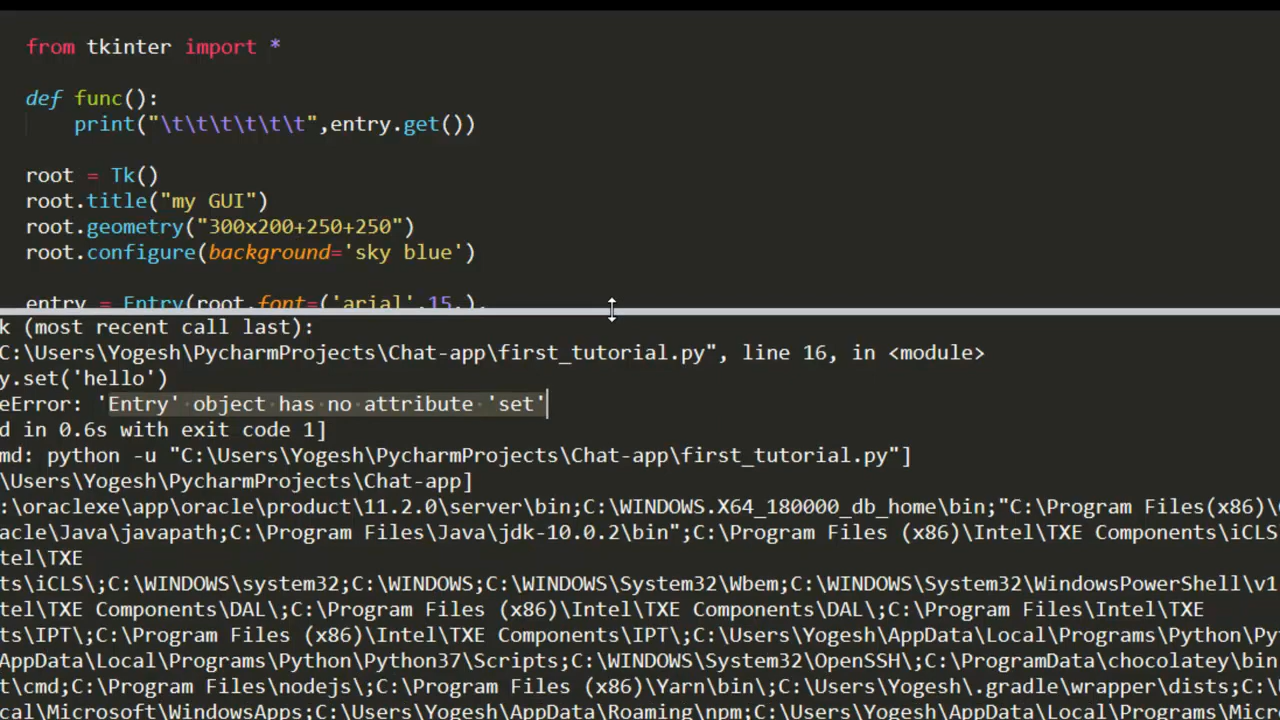 from tkinter import *
def func():
print("\t\t\t\t\t\t",entry.get())
root = Tk()
root.title("my GUI")
root.geometry("300x200+250+250")
root.configure(background='sky blue')
entry = Entry(root,font=('arial',15,),
k (most recent call last):
C:\Users\Yogesh\PycharmProjects\Chat-app\first_tutorial.py", line 16, in <module>
y.set('hello')
eError: 'Entry' object has no attribute 'set'
d in 0.6s with exit code 1]
md: python -u "C:\Users\Yogesh\PycharmProjects\Chat-app\first_tutorial.py"]
\Users\Yogesh\PycharmProjects\Chat-app]
:\oraclexe\app\oracle\product\11.2.0\server\bin;C:\WINDOWS.X64_180000_db_home\bin;"C:\Program Files(x86)\
acle\Java\javapath;C:\Program Files\Java\jdk-10.0.2\bin";C:\Program Files (x86)\Intel\TXE Components\iCLS
tel\TXE
ts\iCLS\;C:\WINDOWS\system32;C:\WINDOWS;C:\WINDOWS\System32\Wbem;C:\WINDOWS\System32\WindowsPowerShell\v1
tel\TXE Components\DAL\;C:\Program Files (x86)\Intel\TXE Components\DAL\;C:\Program Files\Intel\TXE
ts\IPT\;C:\Program Files (x86)\Intel\TXE Components\IPT\;C:\Users\Yogesh\AppData\Local\Programs\Python\Py
AppData\Local\Programs\Python\Python37\Scripts;C:\WINDOWS\System32\OpenSSH\;C:\ProgramData\chocolatey\bin
t\cmd;C:\Program Files\nodejs\;C:\Program Files (x86)\Yarn\bin\;C:\Users\Yogesh\.gradle\wrapper\dists;C:\
cal\Microsoft\WindowsApps;C:\Users\Yogesh\AppData\Roaming\npm;C:\Users\Yogesh\AppData\Local\Programs\Micr